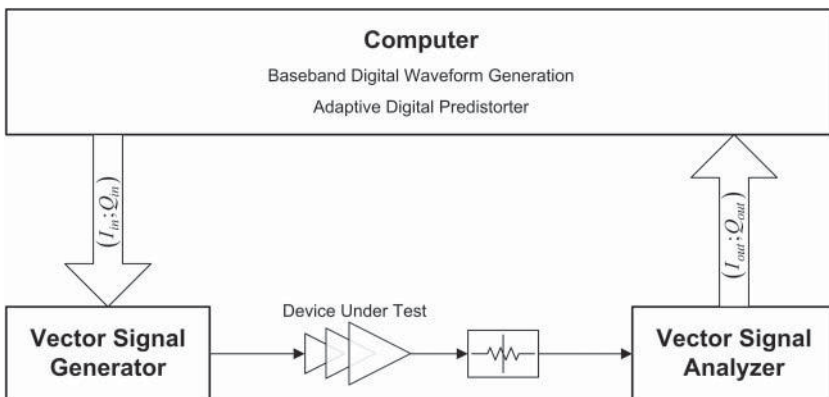 Computer
Baseband Digital Waveform Generation
Adaptive Digital Predistorter
(I_in;Q_in)
(I_out;Q_out)
Device Under Test
Vector Signal
Generator
Vector Signal
Analyzer